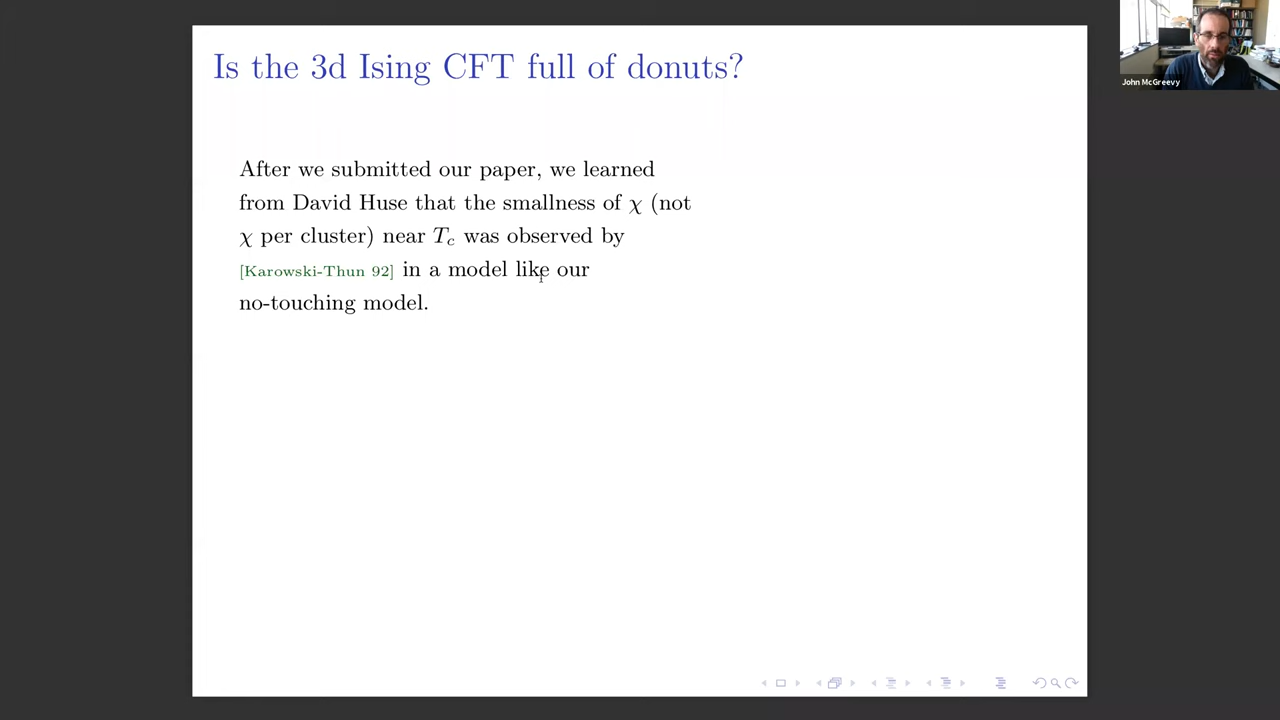 Is the 3d Ising CFT full of donuts?
After we submitted our paper, we learned
from David Huse that the smallness of χ (not
χ per cluster) near T_c was observed by
[Karowski-Thun 92] in a model like our
no-touching model.
John McGreevy